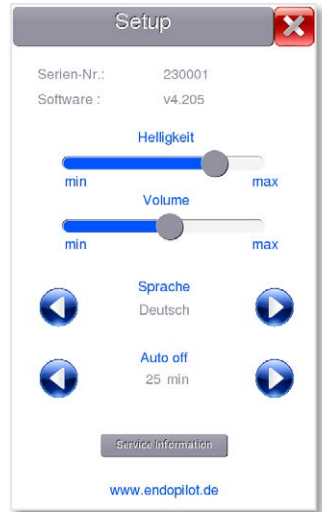 Setup
Serien-Nr.: 230001
Software : v4.205
Helligkeit
min max
Volume
min max
Sprache
Deutsch
Auto off
25 min
Service Information
www.endopilot.de